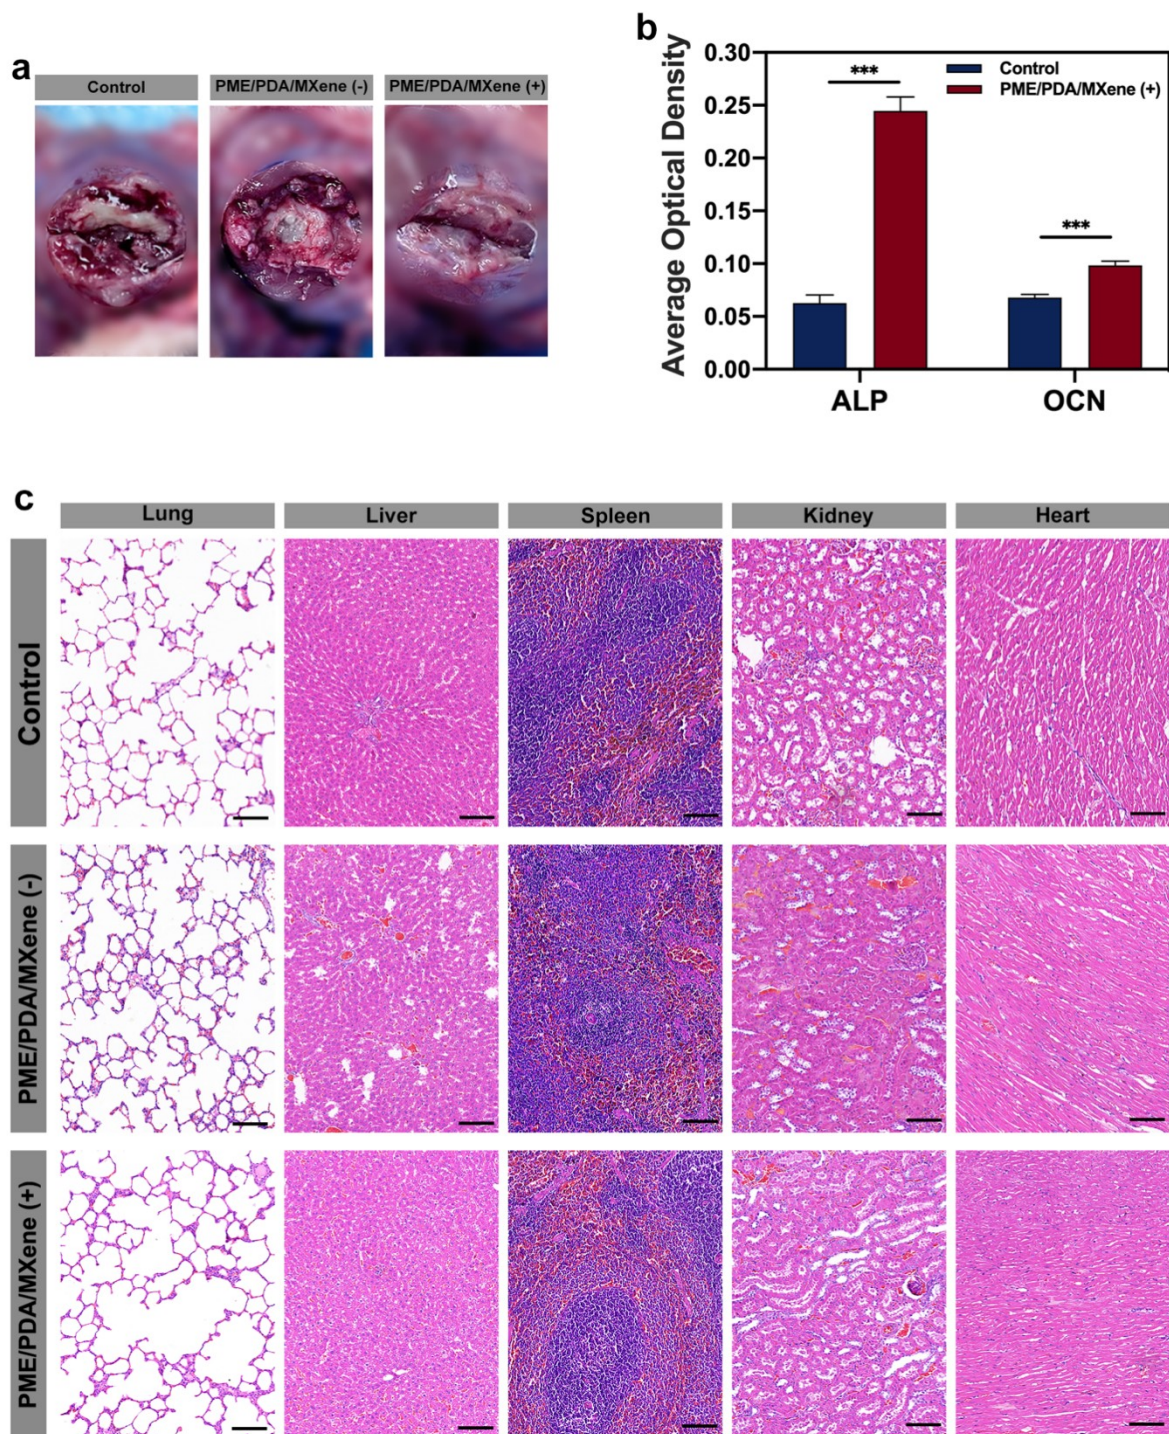 a
Control
PME/PDA/MXene (-)
PME/PDA/MXene (+)
b
Average Optical Density
0.30
0.25
0.20
0.15
0.10
0.05
0.00
***
***
Control
PME/PDA/MXene (+)
ALP
OCN
c
Lung
Liver
Spleen
Kidney
Heart
Control
PME/PDA/MXene (-)
PME/PDA/MXene (+)